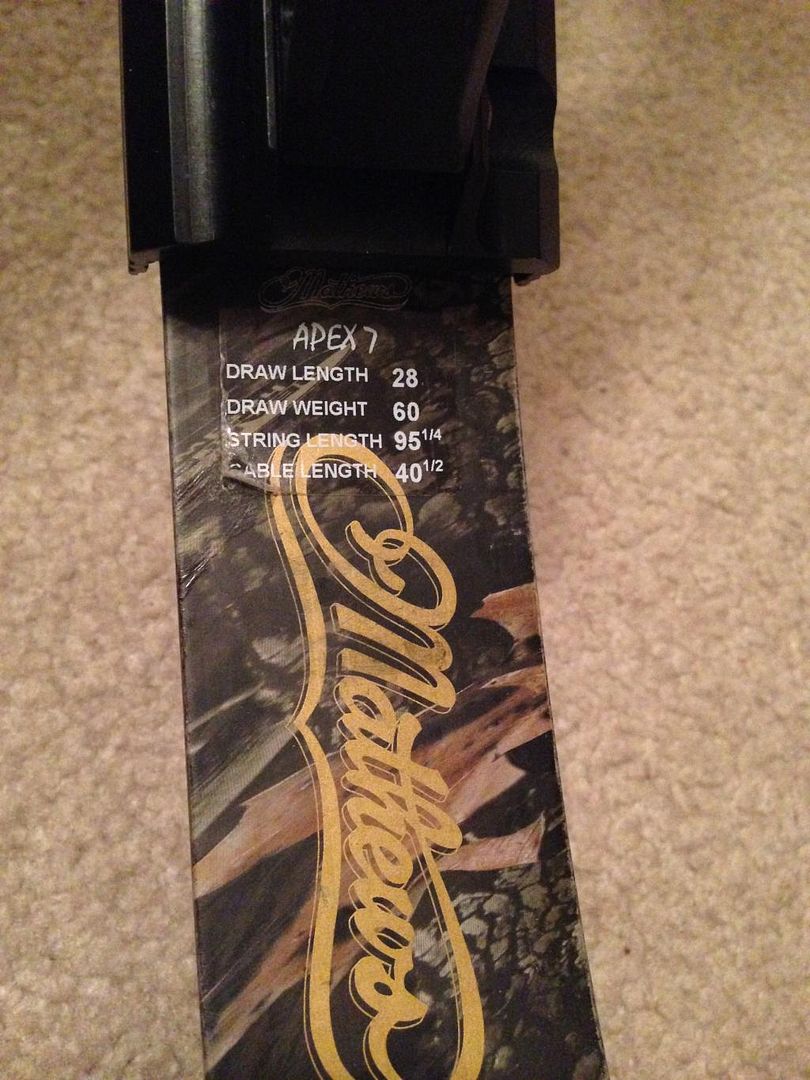 Mathews
APEX 7
DRAW LENGTH 28
DRAW WEIGHT 60
STRING LENGTH 95 1/4
CABLE LENGTH 40 1/2
Mathews